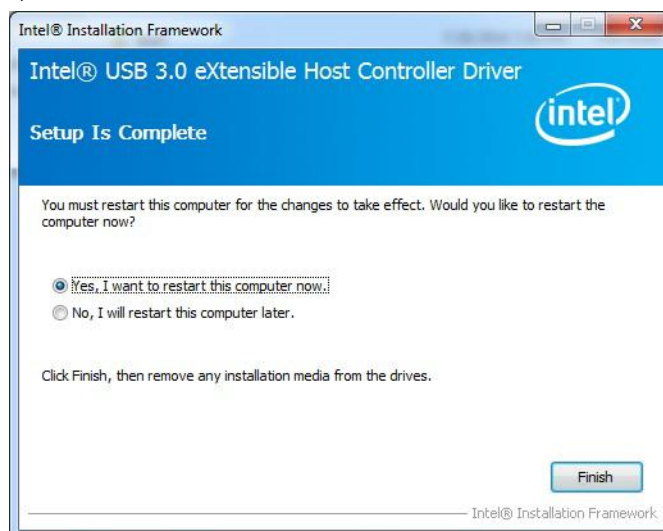 Intel® Installation Framework
Intel® USB 3.0 eXtensible Host Controller Driver
Setup Is Complete
(intel)
You must restart this computer for the changes to take effect. Would you like to restart the
computer now?
Yes, I want to restart this computer now.
No, I will restart this computer later.
Click Finish, then remove any installation media from the drives.
Finish
Intel® Installation Framework